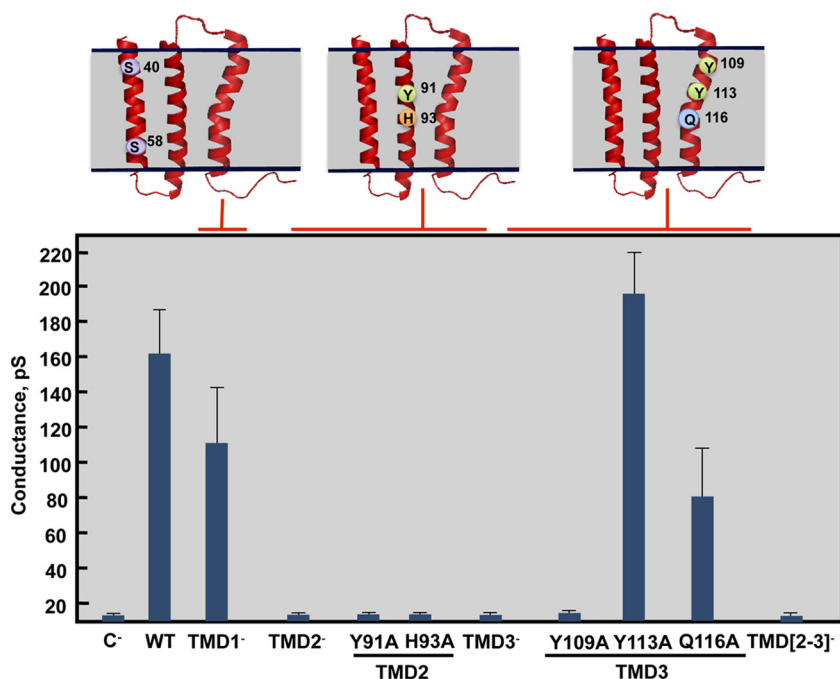 S 40
S 58
Y 91
H 93
Y 109
Y 113
Q 116
Conductance, pS
220
200
180
160
140
120
100
80
60
40
20
C- WT TMD1- TMD2- Y91A H93A TMD3- Y109A Y113A Q116A TMD[2-3]-
TMD2 TMD3